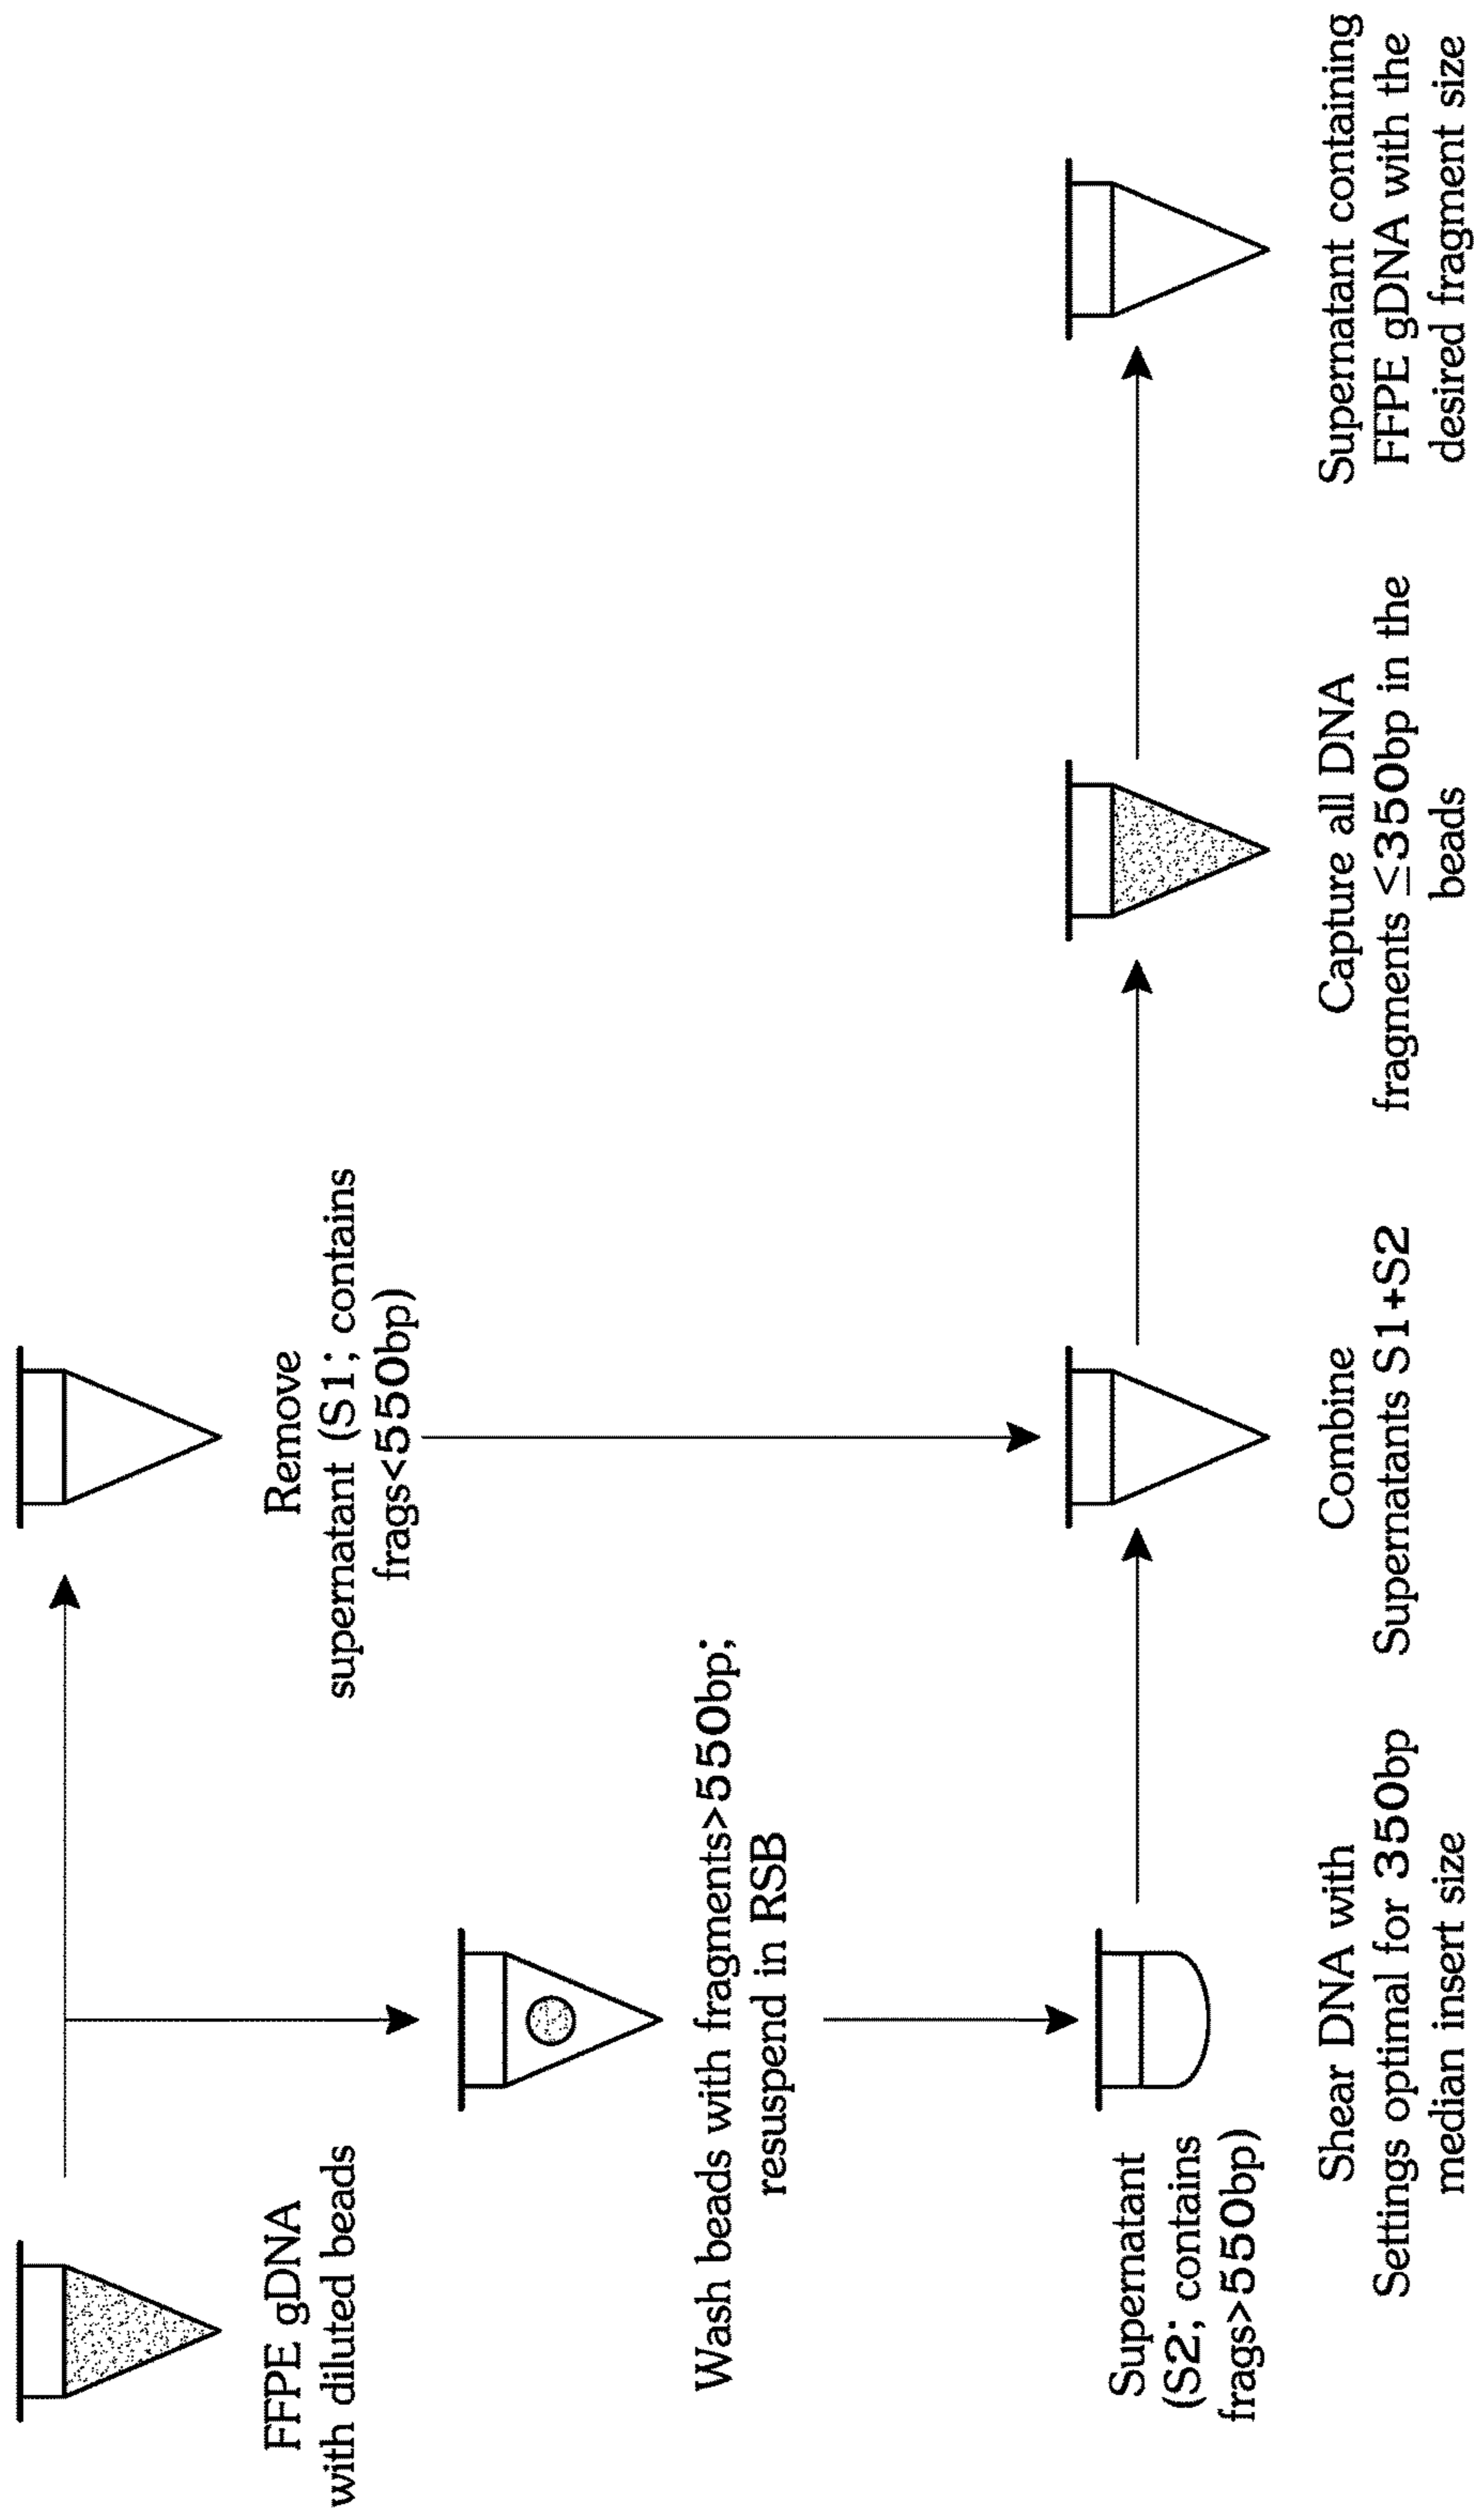 FFPE gDNA
with diluted beads
Remove
supernatant (S1; contains
frags<550bp)
Wash beads with fragments>550bp;
resuspend in RSB
Supernatant
(S2; contains
frags>550bp)
Shear DNA with
Settings optimal for 350bp
median insert size
Combine
Supernatants S1+S2
Capture all DNA
fragments ≤350bp in the
beads
Supernatant containing
FFPE gDNA with the
desired fragment size